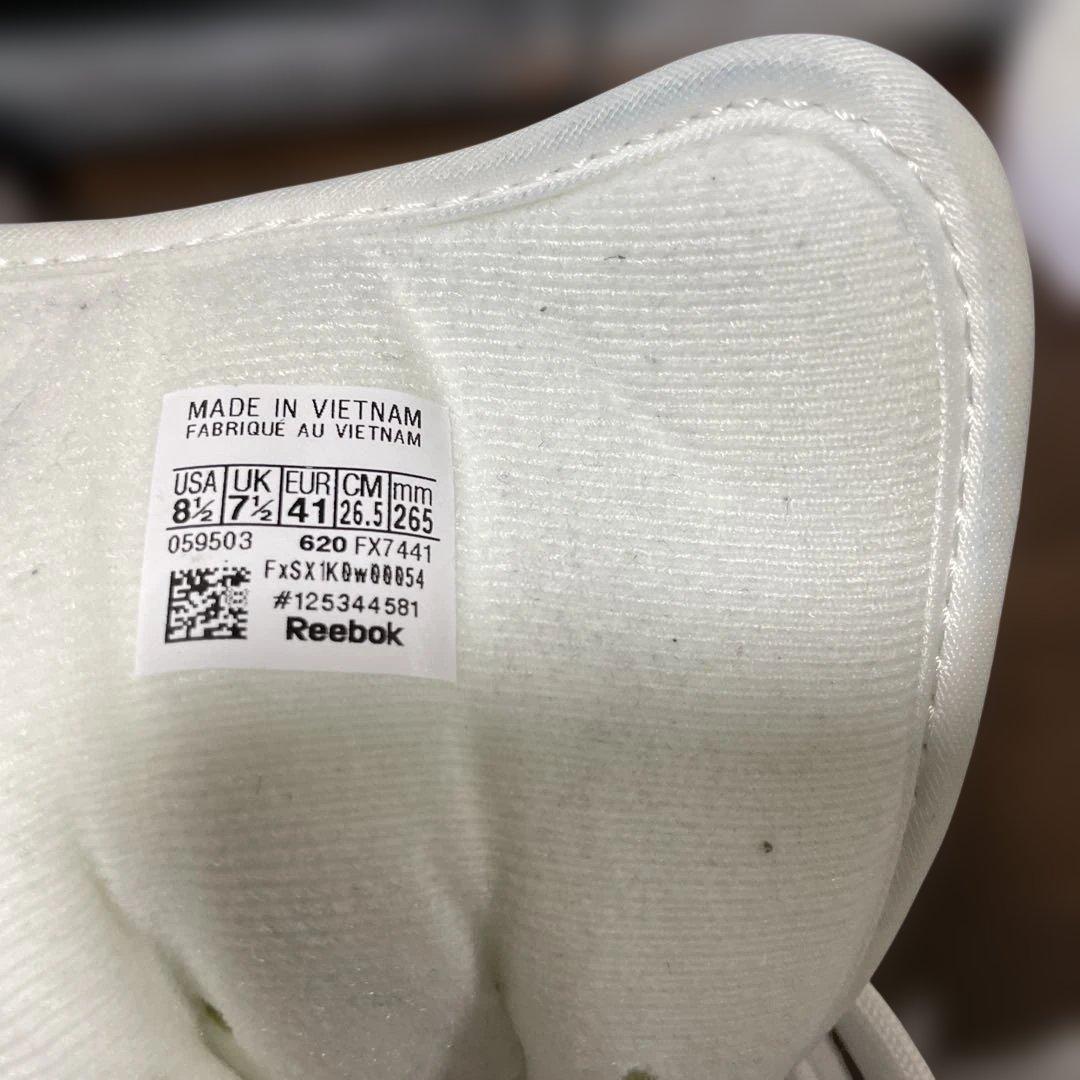 MADE IN VIETNAM
FABRIQUÉ AU VIETNAM
USA UK EUR CM mm
8½ 7½ 41 26.5 265
059503 620 FX7441
FxSX1K0w00054
#125344581
Reebok